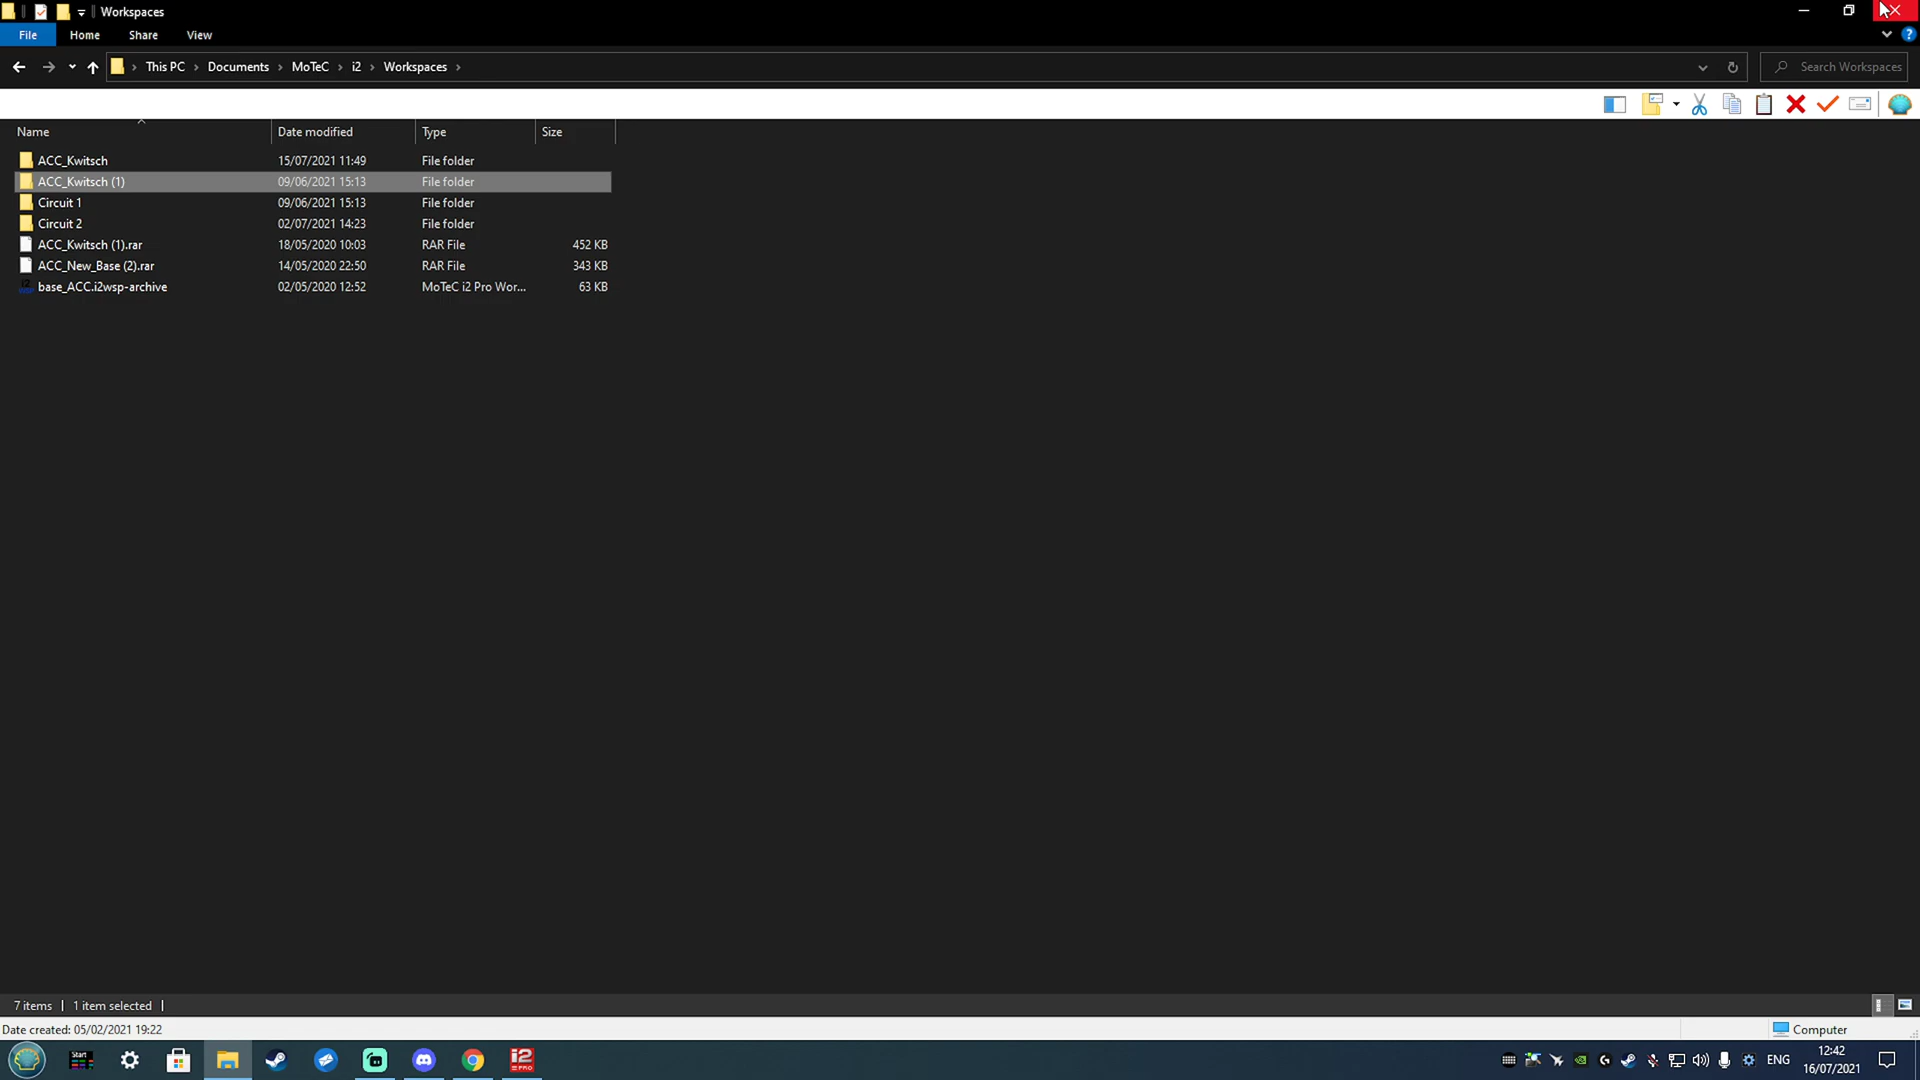 Workspaces
File Home Share View
This PC > Documents > MoTeC > i2 > Workspaces >
Search Workspaces
Name Date modified Type Size
ACC_Kwitsch 15/07/2021 11:49 File folder
ACC_Kwitsch (1) 09/06/2021 15:13 File folder
Circuit 1 09/06/2021 15:13 File folder
Circuit 2 02/07/2021 14:23 File folder
ACC_Kwitsch (1).rar 18/05/2020 10:03 RAR File 452 KB
ACC_New_Base (2).rar 14/05/2020 22:50 RAR File 343 KB
base_ACC.i2wsp-archive 02/05/2020 12:52 MoTeC i2 Pro Wor... 63 KB
7 items | 1 item selected |
Date created: 05/02/2021 19:22 Computer
Start i2 PRO ENG 12:42
16/07/2021